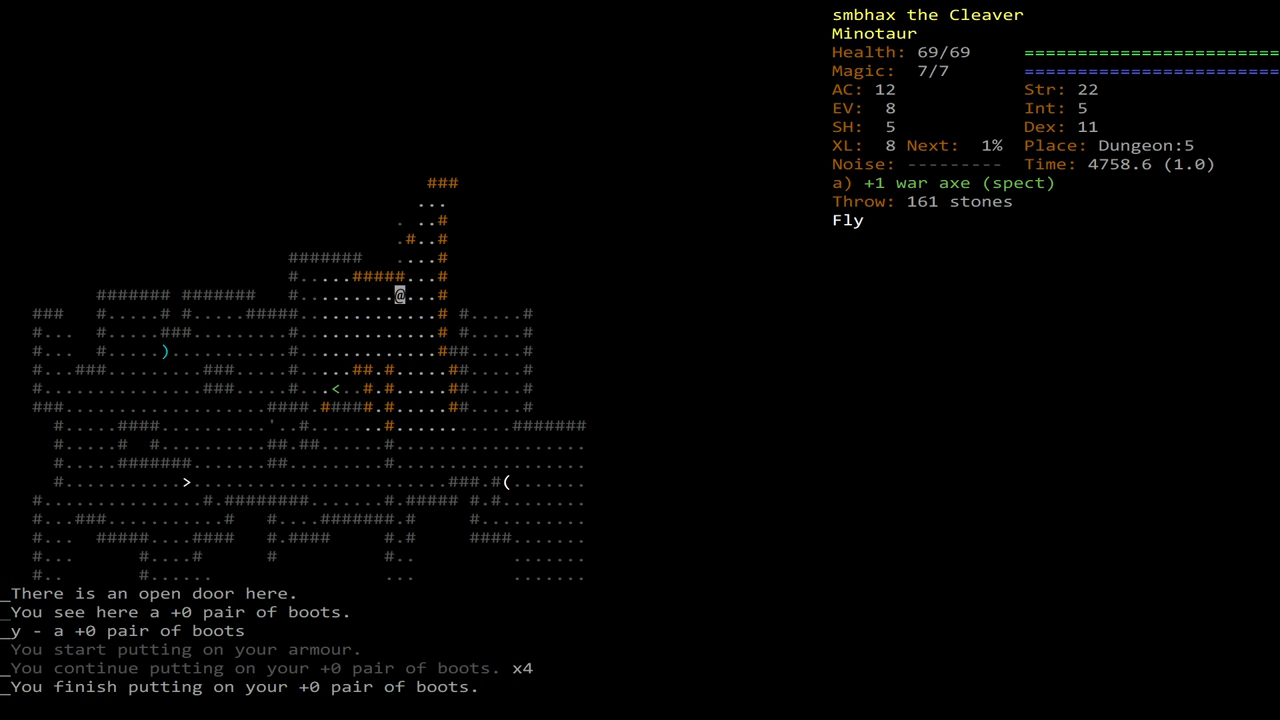 smbhax the Cleaver
Minotaur
Health: 69/69 ========================
Magic: 7/7 ========================
AC: 12 Str: 22
EV: 8 Int: 5
SH: 5 Dex: 11
XL: 8 Next: 1% Place: Dungeon:5
Noise: --------- Time: 4758.6 (1.0)
a) +1 war axe (spect)
Throw: 161 stones
Fly
_There is an open door here.
_You see here a +0 pair of boots.
_y - a +0 pair of boots
You start putting on your armour.
_You continue putting on your +0 pair of boots. x4
_You finish putting on your +0 pair of boots.